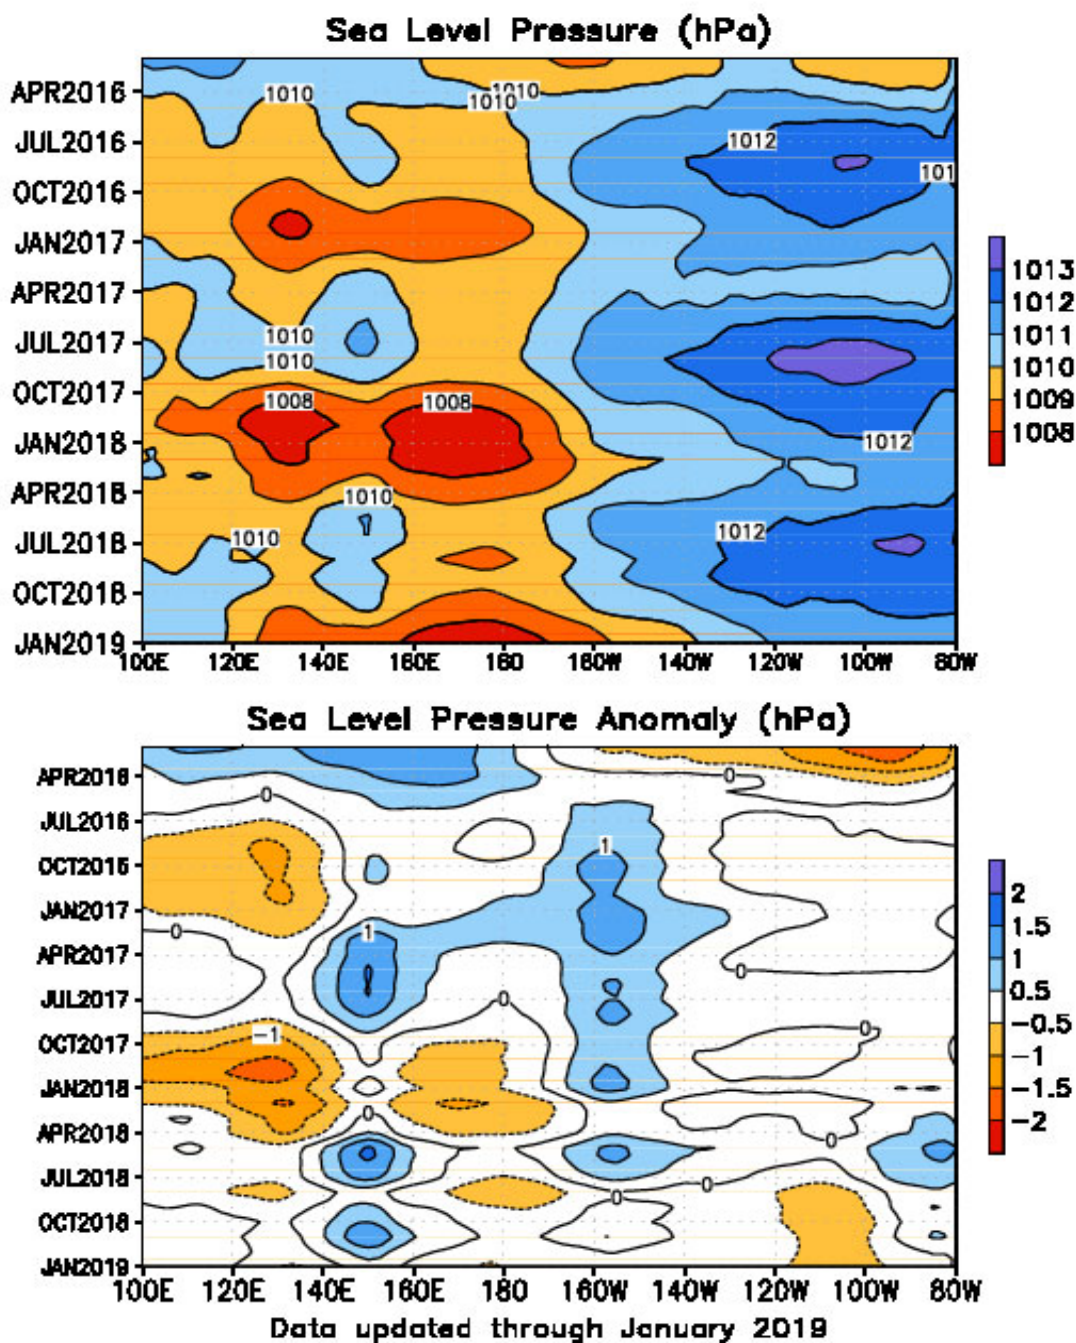 Sea Level Pressure (hPa)
APR2016
JUL2016
OCT2016
JAN2017
APR2017
JUL2017
OCT2017
JAN2018
APR2018
JUL2018
OCT2018
JAN2019
1010
1010
1010
1012
101
1010
1010
1008
1008
1012
1010
1010
1012
100E 120E 140E 160E 180 160W 140W 120W 100W 80W
1013
1012
1011
1010
1009
1008
Sea Level Pressure Anomaly (hPa)
APR2016
JUL2016
OCT2016
JAN2017
APR2017
JUL2017
OCT2017
JAN2018
APR2018
JUL2018
OCT2018
JAN2019
0
0
1
0
1
0
0
-1
0
0
0
0
0
2
1.5
1
0.5
-0.5
-1
-1.5
-2
100E 120E 140E 160E 180 160W 140W 120W 100W 80W
Data updated through January 2019